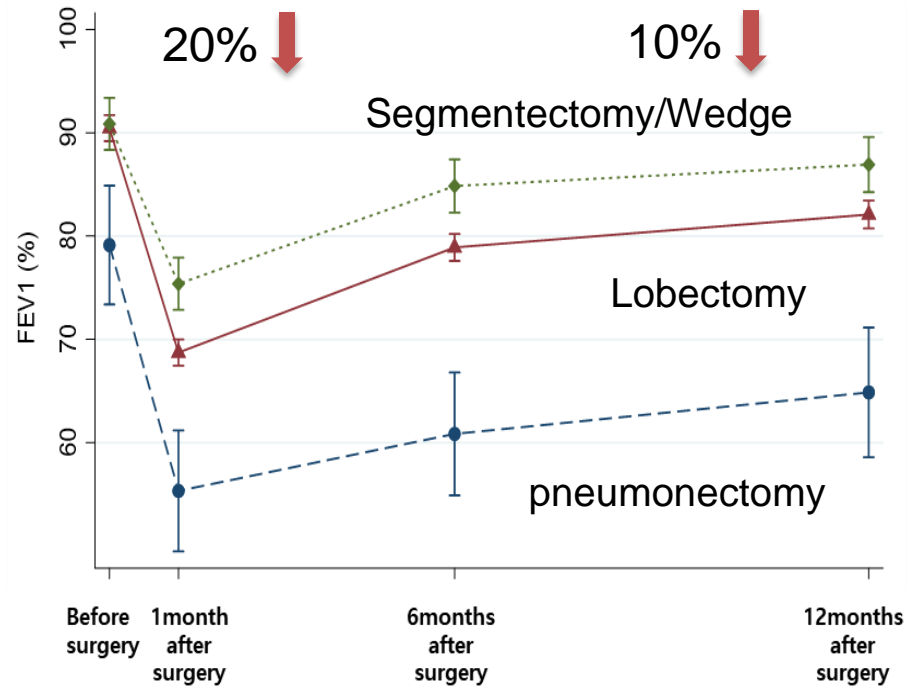 20%
10%
Segmentectomy/Wedge
Lobectomy
pneumonectomy
FEV1 (%)
100
90
80
70
60
Before
surgery
1month
after
surgery
6months
after
surgery
12months
after
surgery